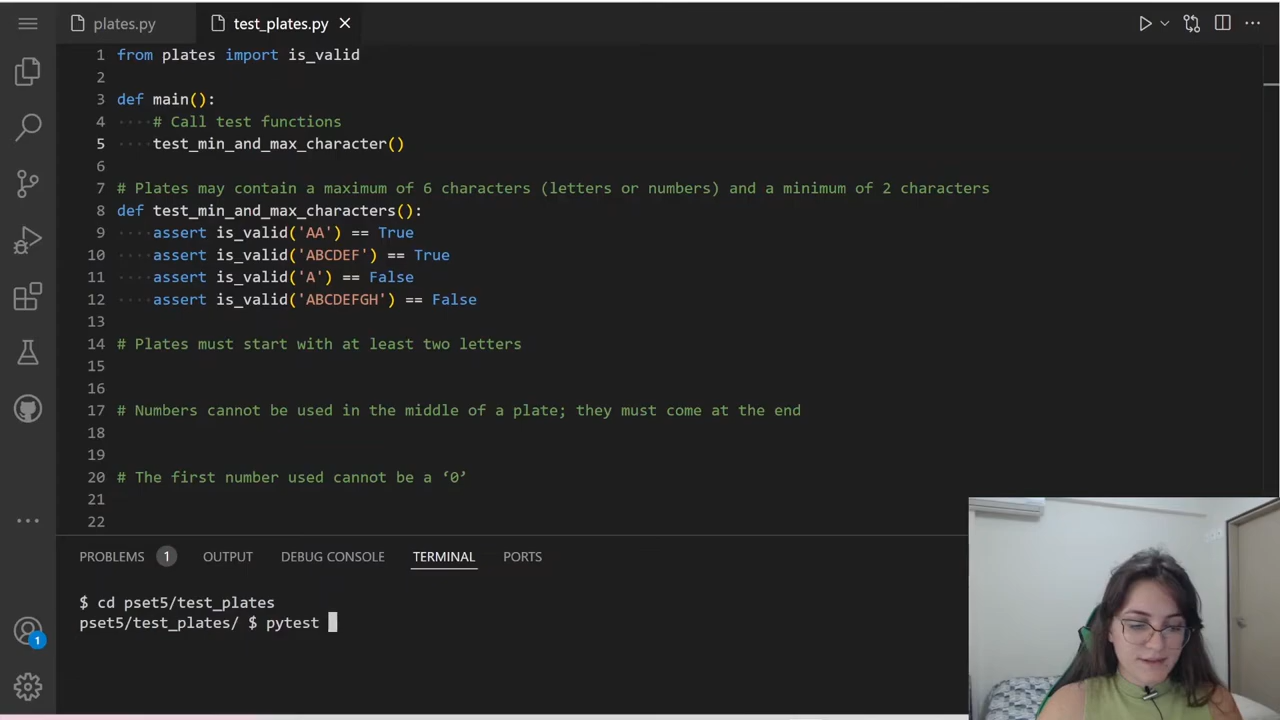 plates.py
test_plates.py
1 from plates import is_valid
2
3 def main():
4 ····# Call test functions
5 ····test_min_and_max_character()
6
7 # Plates may contain a maximum of 6 characters (letters or numbers) and a minimum of 2 characters
8 def test_min_and_max_characters():
9 ····assert is_valid('AA') == True
10 ····assert is_valid('ABCDEF') == True
11 ····assert is_valid('A') == False
12 ····assert is_valid('ABCDEFGH') == False
13
14 # Plates must start with at least two letters
15
16
17 # Numbers cannot be used in the middle of a plate; they must come at the end
18
19
20 # The first number used cannot be a ‘0’
21
22
PROBLEMS 1 OUTPUT DEBUG CONSOLE TERMINAL PORTS
$ cd pset5/test_plates
pset5/test_plates/ $ pytest
1